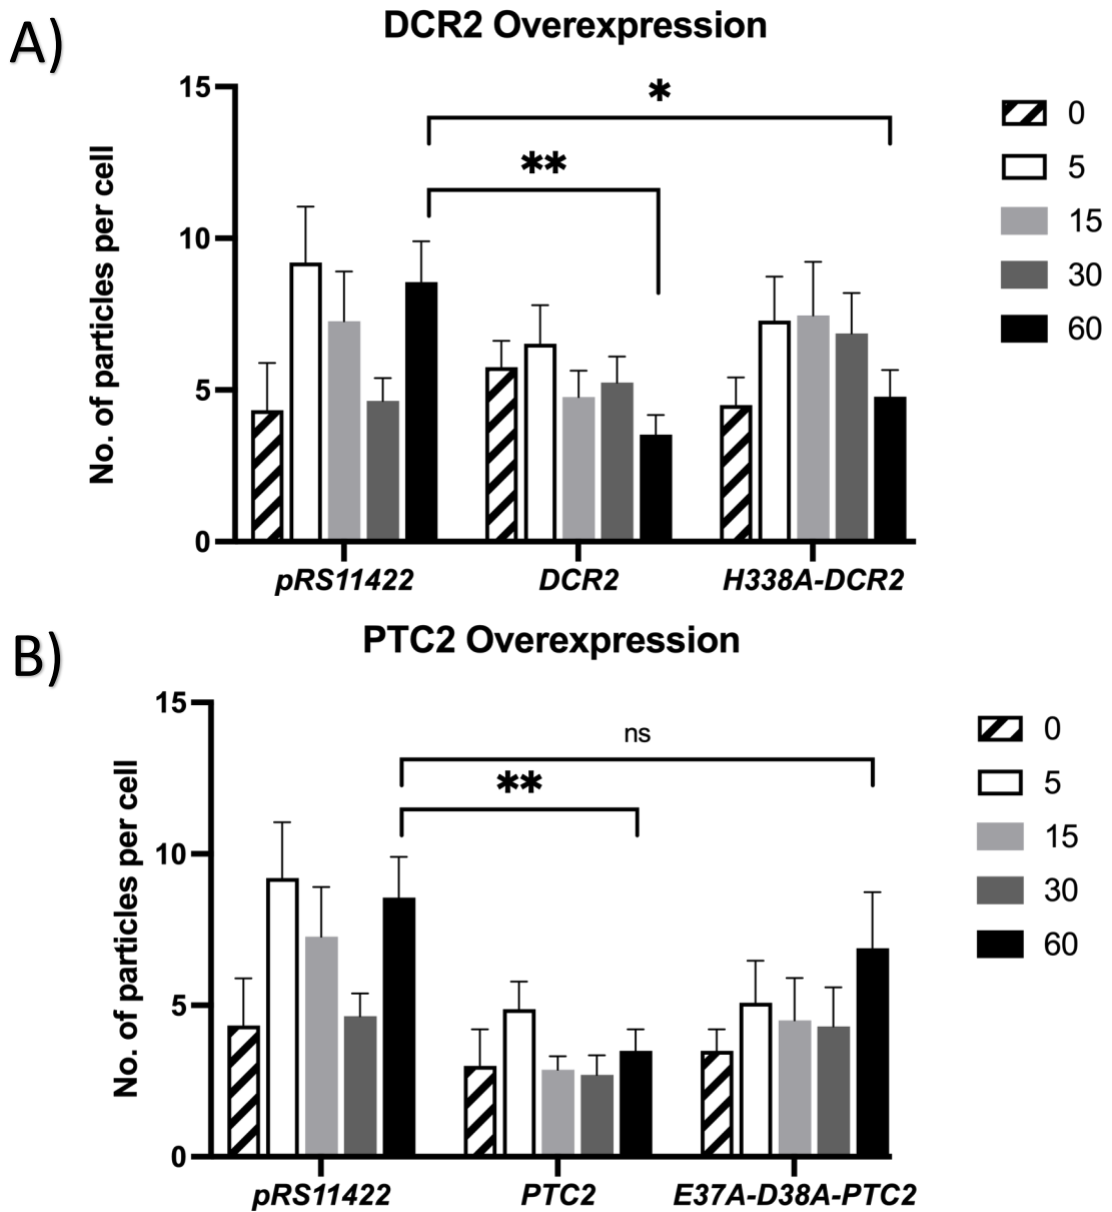 A)
DCR2 Overexpression
No. of particles per cell
15
10
5
0
*
**
pRS11422
DCR2
H338A-DCR2
0
5
15
30
60
B)
PTC2 Overexpression
No. of particles per cell
15
10
5
0
ns
**
pRS11422
PTC2
E37A-D38A-PTC2
0
5
15
30
60